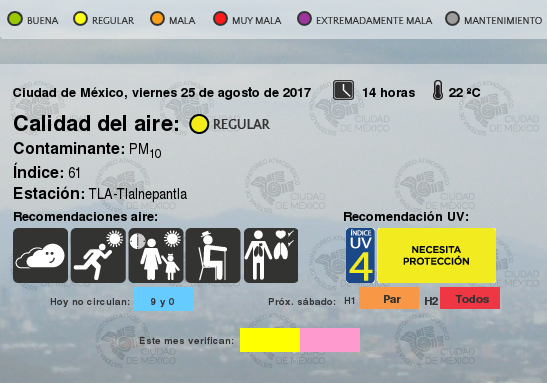 BUENA REGULAR MALA MUY MALA EXTREMADAMENTE MALA MANTENIMIENTO
Ciudad de México, viernes 25 de agosto de 2017 14 horas 22 ºC
Calidad del aire: REGULAR
Contaminante: PM10
Índice: 61
Estación: TLA-Tlalnepantla
Recomendaciones aire: Recomendación UV:
ÍNDICE
UV
4
NECESITA
PROTECCIÓN
Hoy no circulan: 9 y 0 Próx. sábado: H1 Par H2 Todos
Este mes verifican:
CIUDAD
DE MÉXICO